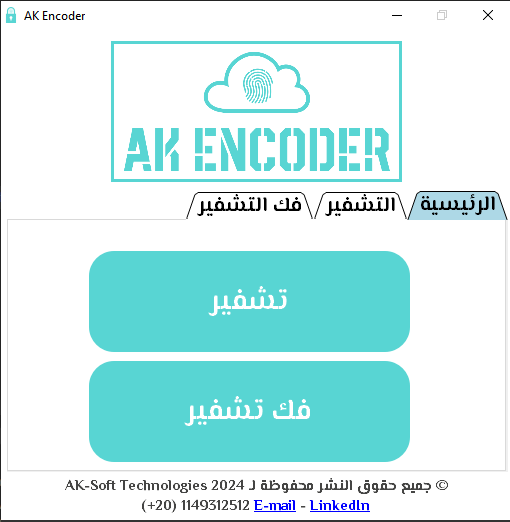 AK Encoder
AK ENCODER
الرئيسية
التشفير
فك التشفير
تشفير
فك تشفير
© جميع حقوق النشر محفوظة لـ AK-Soft Technologies 2024
(+20) 1149312512 E-mail - LinkedIn